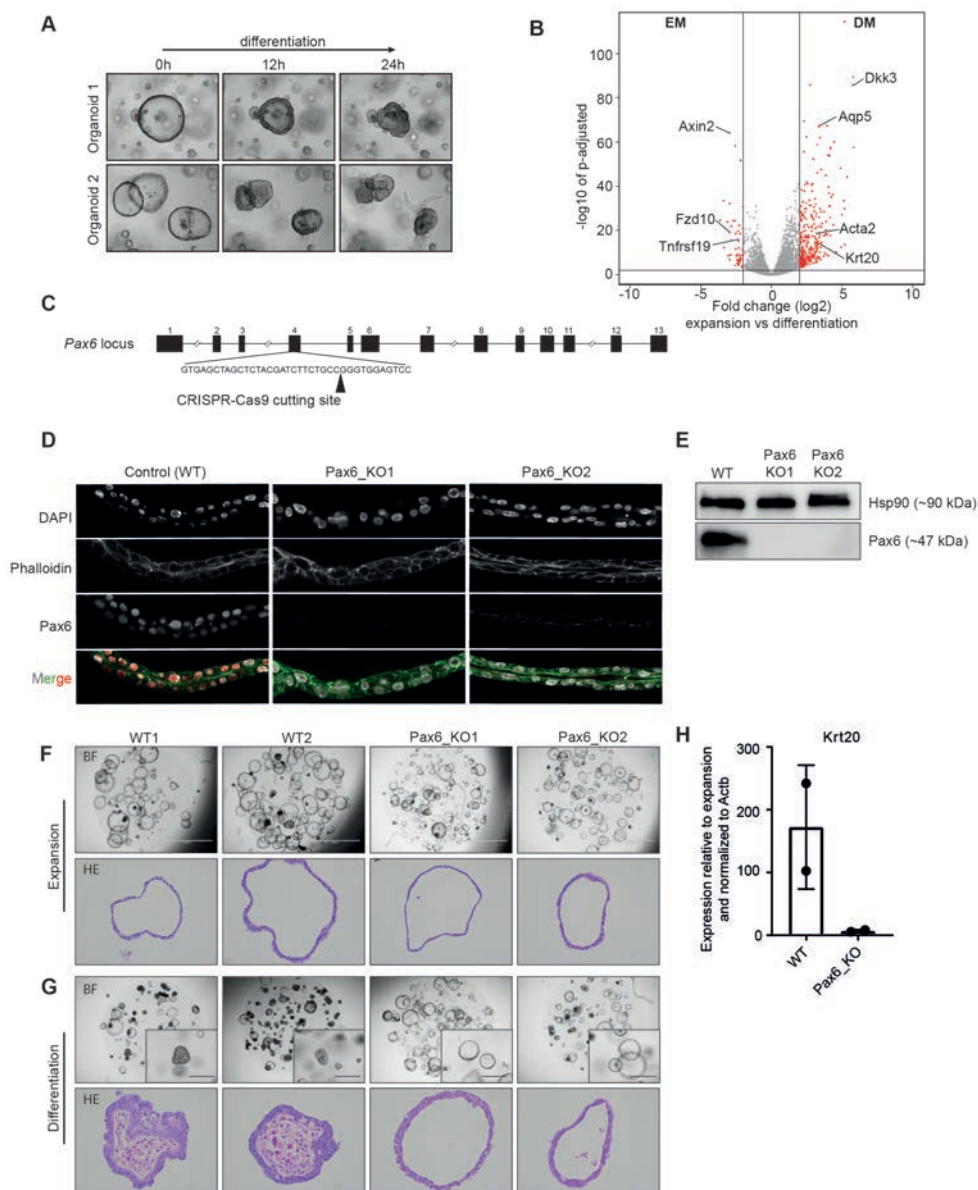 A
differentiation
0h 12h 24h
Organoid 1
Organoid 2
B
EM DM
-log10 of p-adjusted
100
80
60
40
20
0
Dkk3
Aqp5
Axin2
Fzd10
Tnfrsf19
Acta2
Krt20
-10 -5 0 5 10
Fold change (log2)
expansion vs differentiation
C
Pax6 locus
1 2 3 4 5 6 7 8 9 10 11 12 13
GTGAGCTAGCTCTACGATCTTCTGCCGGGTGGAGTCC
CRISPR-Cas9 cutting site
D
Control (WT) Pax6_KO1 Pax6_KO2
DAPI
Phalloidin
Pax6
Merge
E
WT Pax6 KO1 Pax6 KO2
Hsp90 (~90 kDa)
Pax6 (~47 kDa)
WT1 WT2 Pax6_KO1 Pax6_KO2
F
Expansion
BF
HE
G
Differentiation
BF
HE
H
Krt20
Expression relative to expansion
and normalized to Actb
300
200
100
0
WT
Pax6_KO